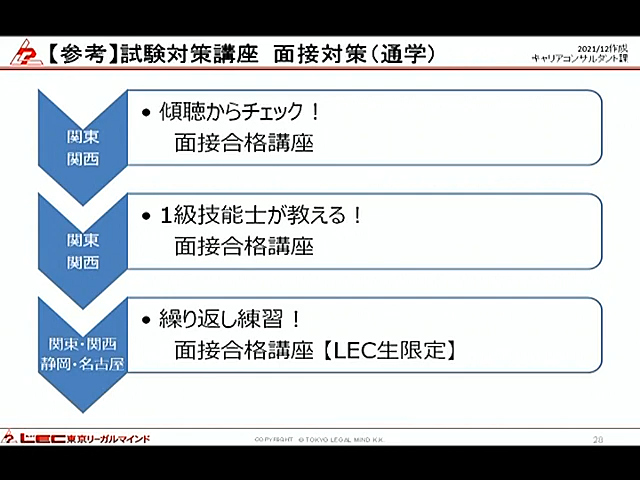 【参考】試験対策講座 面接対策(通学)
2021/12作成
キャリアコンサルタント課
関東
関西
• 傾聴からチェック！
面接合格講座
関東
関西
• 1級技能士が教える！
面接合格講座
関東・関西
静岡・名古屋
• 繰り返し練習！
面接合格講座【LEC生限定】
LEC東京リーガルマインド
COPYRIGHT © TOKYO LEGAL MIND K.K.
28